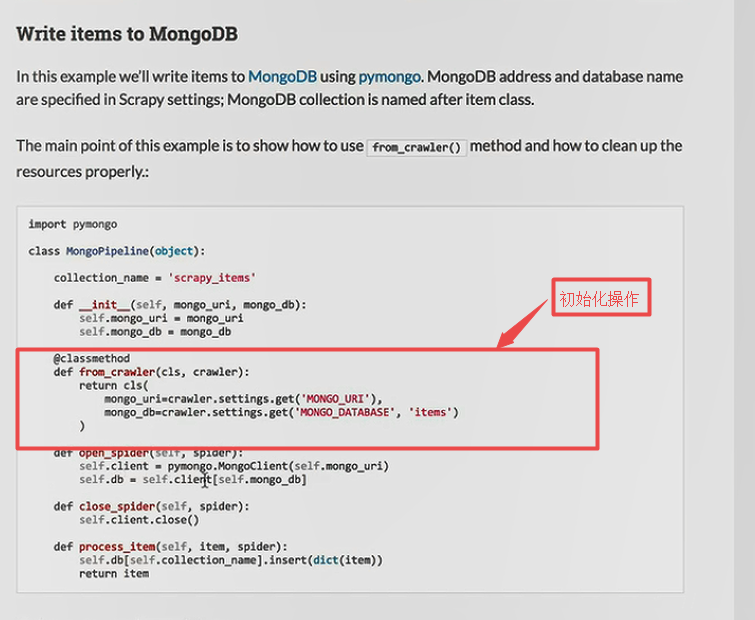 Write items to MongoDB
In this example we'll write items to MongoDB using pymongo. MongoDB address and database name
are specified in Scrapy settings; MongoDB collection is named after item class.
The main point of this example is to show how to use from_crawler() method and how to clean up the
resources properly.:
import pymongo
class MongoPipeline(object):
collection_name = 'scrapy_items'
def __init__(self, mongo_uri, mongo_db):
self.mongo_uri = mongo_uri
self.mongo_db = mongo_db
初始化操作
@classmethod
def from_crawler(cls, crawler):
return cls(
mongo_uri=crawler.settings.get('MONGO_URI'),
mongo_db=crawler.settings.get('MONGO_DATABASE', 'items')
)
def open_spider(self, spider):
self.client = pymongo.MongoClient(self.mongo_uri)
self.db = self.client[self.mongo_db]
def close_spider(self, spider):
self.client.close()
def process_item(self, item, spider):
self.db[self.collection_name].insert(dict(item))
return item